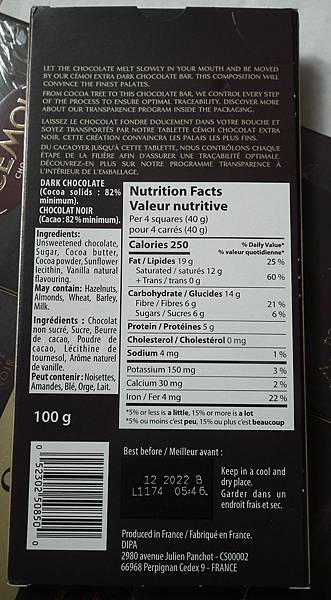 LET THE CHOCOLATE MELT SLOWLY IN YOUR MOUTH AND BE MOVED
BY OUR CÉMOI EXTRA DARK CHOCOLATE BAR. THIS COMPOSITION WILL
CONVINCE THE FINEST PALATES.
FROM COCOA TREE TO THIS CHOCOLATE BAR, WE CONTROL EVERY STEP
OF THE PROCESS TO ENSURE OPTIMAL TRACEABILITY. DISCOVER MORE
ABOUT OUR TRANSPARENCE PROGRAM INSIDE THE PACKAGING.
LAISSEZ LE CHOCOLAT FONDRE DOUCEMENT DANS VOTRE BOUCHE ET
SOYEZ TRANSPORTÉS PAR NOTRE TABLETTE CÉMOI CHOCOLAT EXTRA
NOIR. CETTE CRÉATION CONVAINCRA LES PALAIS LES PLUS FINS.
DU CACAOYER JUSQU'À CETTE TABLETTE, NOUS CONTRÔLONS CHAQUE
ÉTAPE DE LA FILIÈRE AFIN D'ASSURER UNE TRAÇABILITÉ OPTIMALE.
DÉCOUVREZ-EN PLUS SUR NOTRE PROGRAMME TRANSPARENCE À
L'INTÉRIEUR DE L'EMBALLAGE.
DARK CHOCOLATE
(Cocoa solids : 82%
minimum).
CHOCOLAT NOIR
(Cacao : 82% minimum).
Ingredients:
Unsweetened chocolate,
Sugar, Cocoa butter,
Cocoa powder, Sunflower
lecithin, Vanilla natural
flavouring.
May contain: Hazelnuts,
Almonds, Wheat, Barley,
Milk.
Ingrédients : Chocolat
non sucré, Sucre, Beurre
de cacao, Poudre de
cacao, Lécithine de
tournesol, Arôme naturel
de vanille.
Peut contenir: Noisettes,
Amandes, Blé, Orge, Lait.
100 g
Nutrition Facts
Valeur nutritive
Per 4 squares (40 g)
pour 4 carrés (40 g)
Calories 250 % Daily Value*
% valeur quotidienne*
Fat / Lipides 19 g 25 %
Saturated / saturés 12 g
+ Trans / trans 0 g 60 %
Carbohydrate / Glucides 14 g
Fibre / Fibres 6 g 21 %
Sugars / Sucres 6 g 6 %
Protein / Protéines 5 g
Cholesterol / Cholestérol 0 mg
Sodium 4 mg 1 %
Potassium 150 mg 3 %
Calcium 30 mg 2 %
Iron / Fer 4 mg 22 %
*5% or less is a little, 15% or more is a lot
*5% ou moins c'est peu, 15% ou plus c'est beaucoup
Best before / Meilleur avant :
12 2022 B
L1174 05:46
Keep in a cool and
dry place.
Garder dans un
endroit frais et sec.
0 52302 50850 0
Produced in France / Fabriqué en France.
DIPA
2980 avenue Julien Panchot - CS00002
66968 Perpignan Cedex 9 - FRANCE